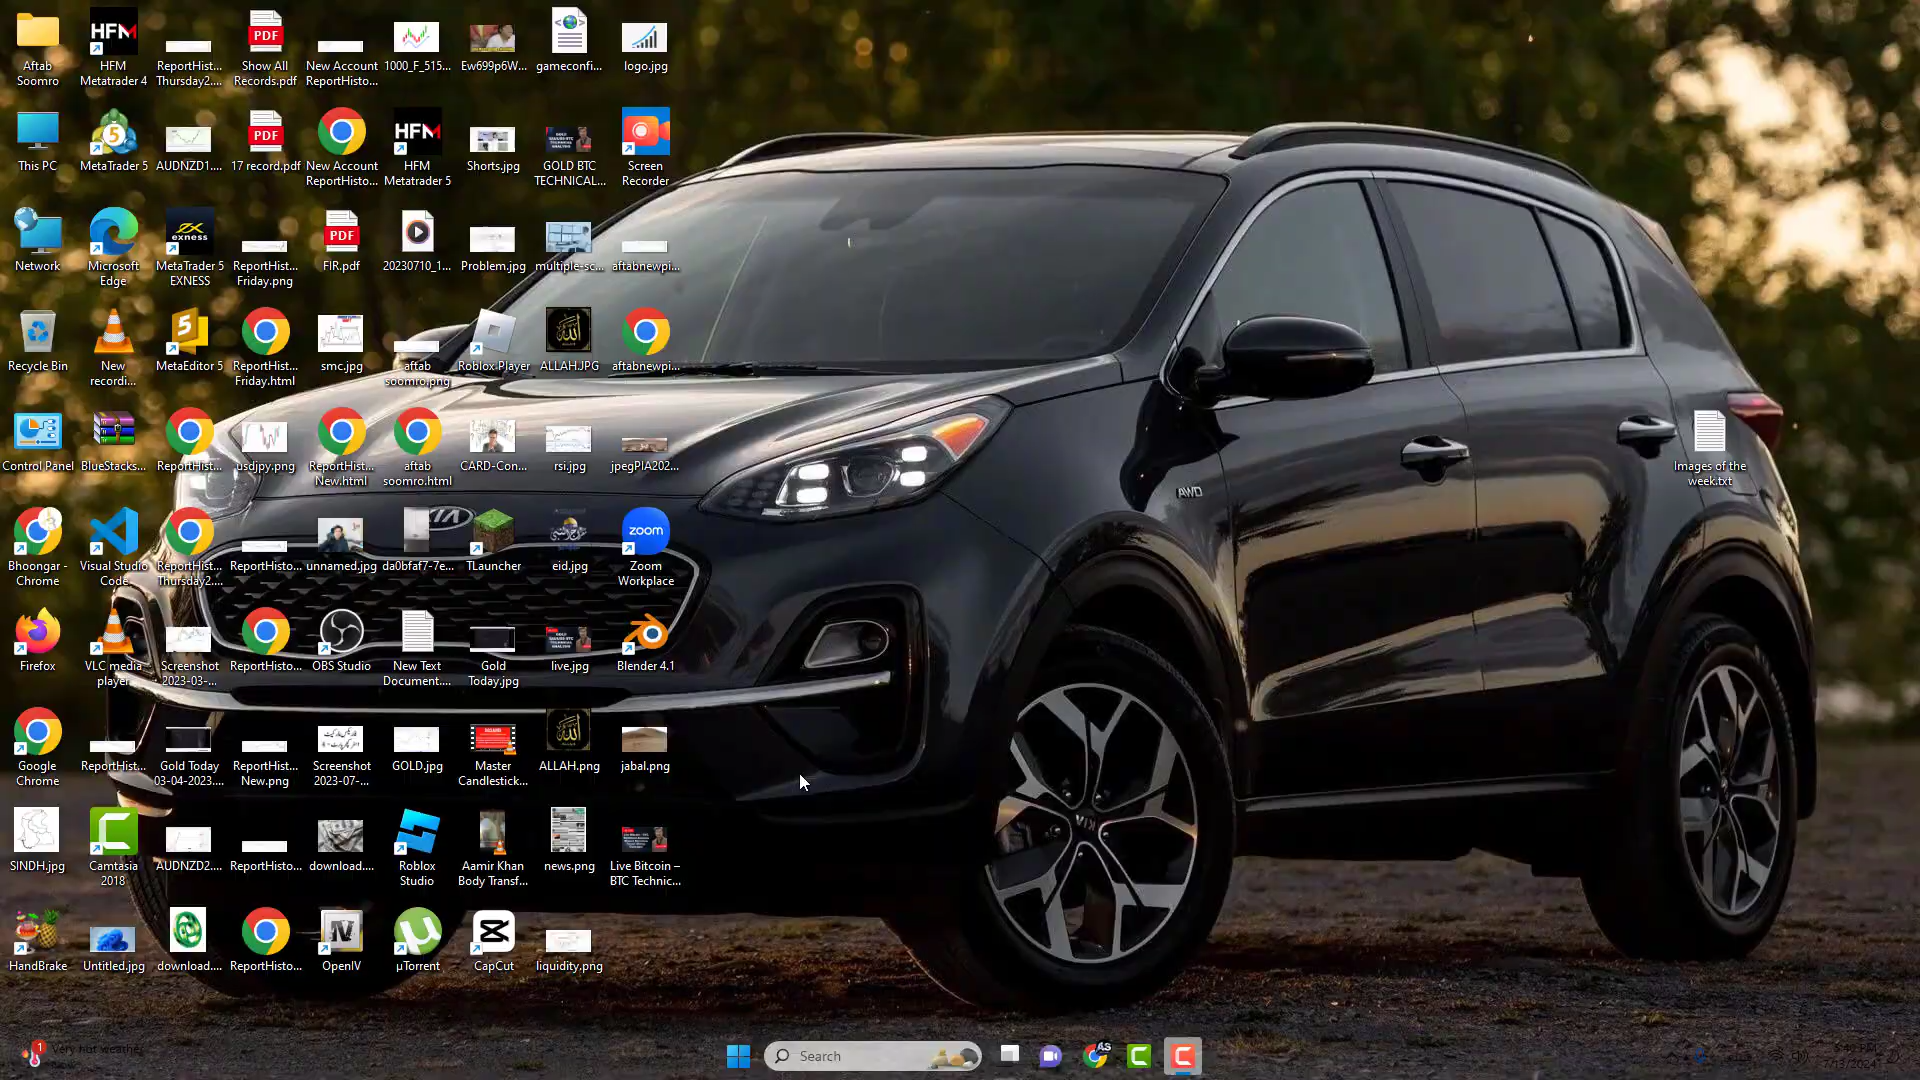 Aftab
Soomro
HFM
Metatrader 4
ReportHist...
Thursday2....
Show All
Records.pdf
New Account
ReportHisto...
1000_F_515...
Ew699p6W...
gameconfi...
logo.jpg
This PC
MetaTrader 5
AUDNZD1....
17 record.pdf
New Account
ReportHisto...
HFM
Metatrader 5
Shorts.jpg
GOLD BTC
TECHNICAL...
Screen
Recorder
Network
Microsoft
Edge
MetaTrader 5
EXNESS
ReportHist...
Friday.png
FIR.pdf
20230710_1...
Problem.jpg
multiple-sc...
aftabnewpi...
Recycle Bin
New
recordi...
MetaEditor 5
ReportHist...
Friday.html
smc.jpg
aftab
soomro.png
Roblox Player
ALLAH.JPG
aftabnewpi...
Control Panel
BlueStacks...
ReportHist...
usdjpy.png
ReportHist...
New.html
aftab
soomro.html
CARD-Con...
rsi.jpg
jpegPIA202...
Images of the
week.txt
Bhoongar -
Chrome
Visual Studio
Code
ReportHist...
Thursday2....
ReportHisto...
unnamed.jpg
da0bfaf7-7e...
TLauncher
eid.jpg
Zoom
Workplace
Firefox
VLC media
player
Screenshot
2023-03-...
ReportHisto...
OBS Studio
New Text
Document....
Gold
Today.jpg
live.jpg
Blender 4.1
Google
Chrome
ReportHist...
Gold Today
03-04-2023....
ReportHist...
New.png
Screenshot
2023-07-...
GOLD.jpg
Master
Candlestick...
ALLAH.png
jabal.png
SINDH.jpg
Camtasia
2018
AUDNZD2....
ReportHisto...
download....
Roblox
Studio
Aamir Khan
Body Transf...
news.png
Live Bitcoin –
BTC Technic...
HandBrake
Untitled.jpg
download....
ReportHisto...
OpenIV
µTorrent
CapCut
liquidity.png
HFM
PDF
PDF
HFM
exness
PDF
zoom
KIA
AWD
Very hot weather
Search
AS